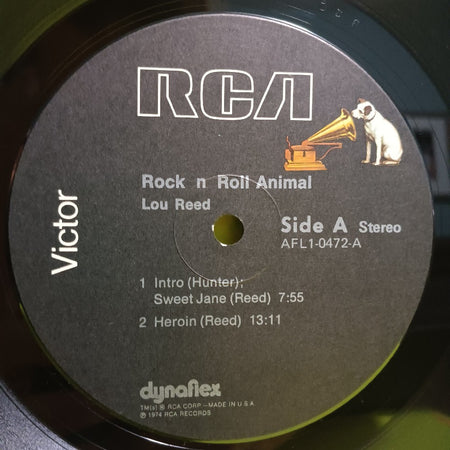 RCA
Victor
Rock n Roll Animal
Lou Reed
Side A Stereo
AFL1-0472-A
1 Intro (Hunter);
Sweet Jane (Reed) 7:55
2 Heroin (Reed) 13:11
dynaflex
TM(s) ® RCA CORP.—MADE IN U.S.A.
℗ 1974 RCA RECORDS